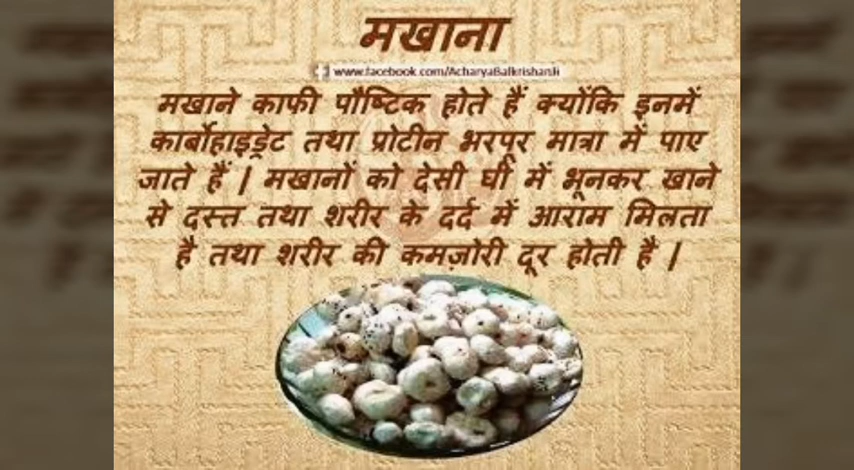 मखाना
www.facebook.com/AcharyaBalkrishanJi
मखाने काफी पौष्टिक होते हैं क्योंकि इनमें
कार्बोहाइड्रेट तथा प्रोटीन भरपूर मात्रा में पाए
जाते हैं | मखानों को देसी घी में भूनकर खाने
से दस्त तथा शरीर के दर्द में आराम मिलता
है तथा शरीर की कमज़ोरी दूर होती है |